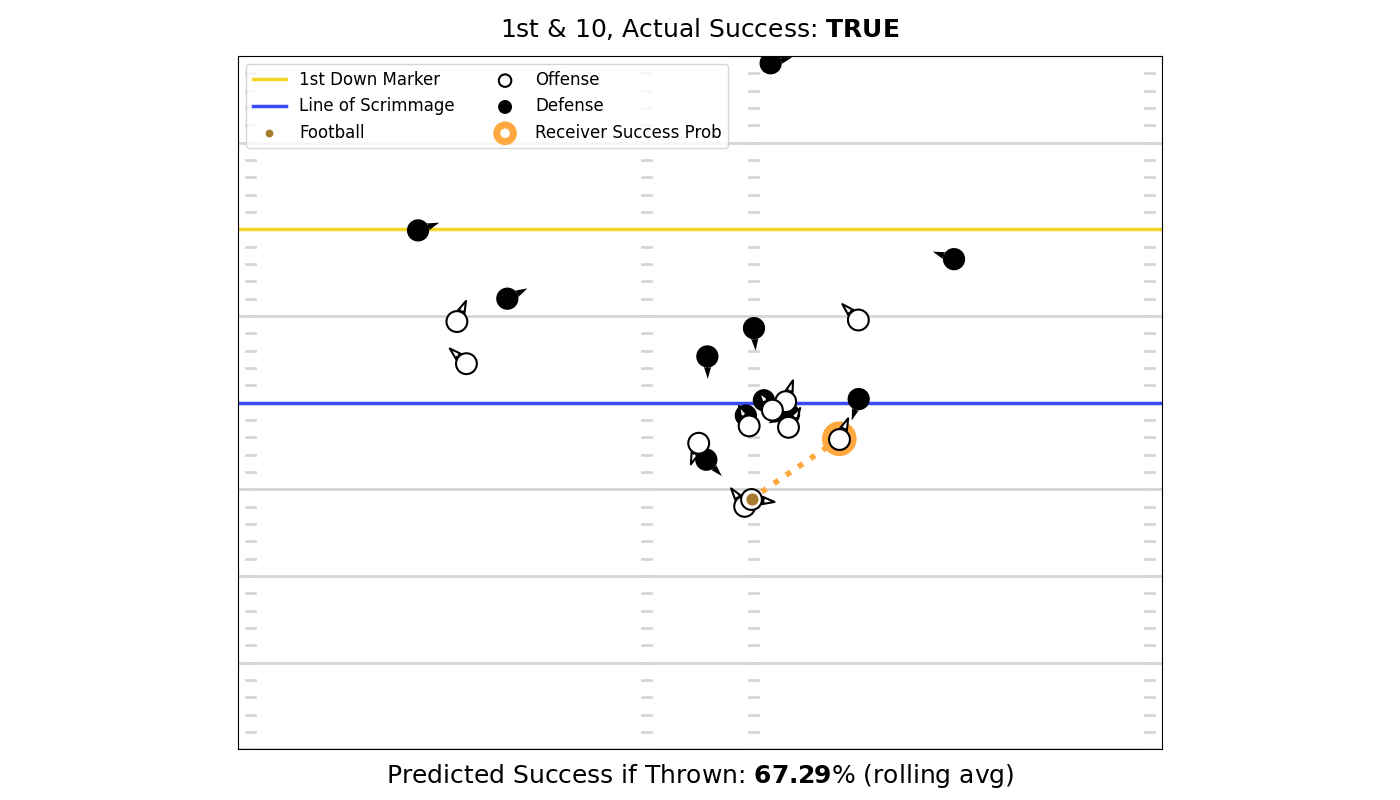 1st & 10, Actual Success: TRUE
1st Down Marker
Line of Scrimmage
Football
Offense
Defense
Receiver Success Prob
Predicted Success if Thrown: 67.29% (rolling avg)